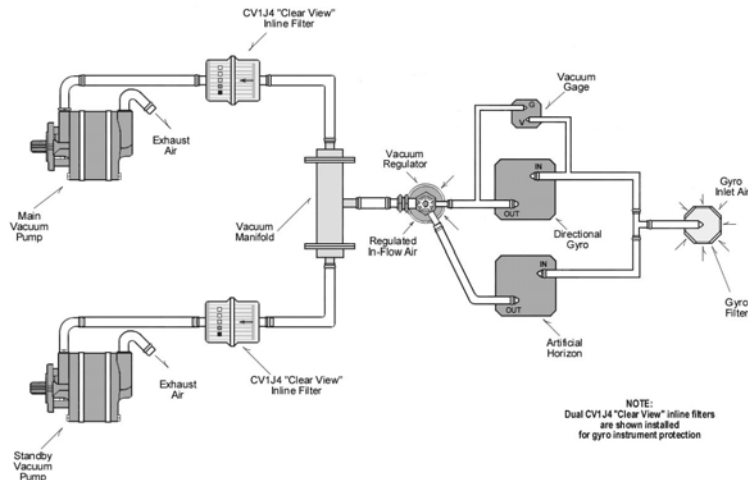 CV1J4 "Clear View"
Inline Filter
Exhaust
Air
Main
Vacuum
Pump
Vacuum
Manifold
Vacuum
Regulator
Regulated
In-Flow Air
Vacuum
Gage
G
V
IN
OUT
Directional
Gyro
Gyro
Inlet Air
Gyro
Filter
IN
OUT
Artificial
Horizon
CV1J4 "Clear View"
Inline Filter
Exhaust
Air
Standby
Vacuum
Pump
NOTE:
Dual CV1J4 "Clear View" inline filters
are shown installed
for gyro instrument protection